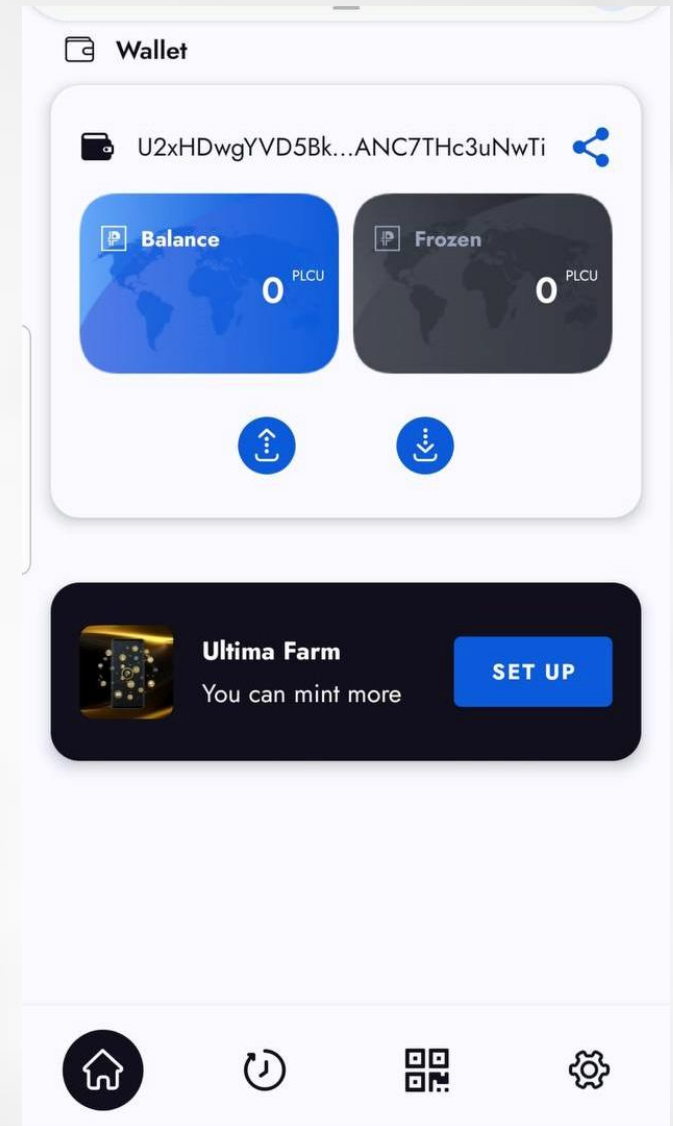 Wallet
U2xHDwgYVD5Bk...ANC7THc3uNwTi
Balance
0 PLCU
Frozen
0 PLCU
Ultima Farm
You can mint more
SET UP